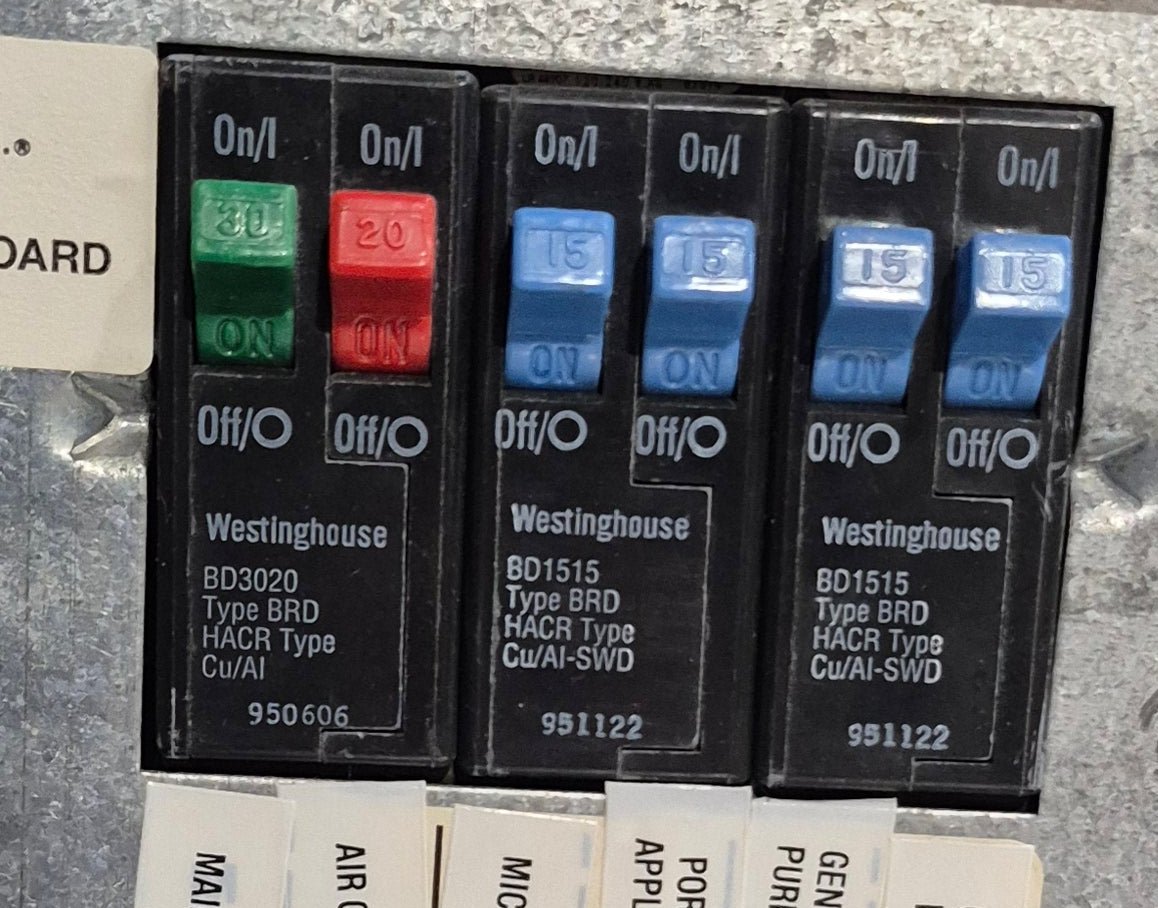 ®
OARD
On/I On/I
30 20
ON ON
Off/O Off/O
Westinghouse
BD3020
Type BRD
HACR Type
Cu/Al
950606
On/I On/I
15 15
ON ON
Off/O Off/O
Westinghouse
BD1515
Type BRD
HACR Type
Cu/Al-SWD
951122
On/I On/I
15 15
ON ON
Off/O Off/O
Westinghouse
BD1515
Type BRD
HACR Type
Cu/Al-SWD
951122
MAI
AIR C
MIC
POR
APPL
GEN
PURP